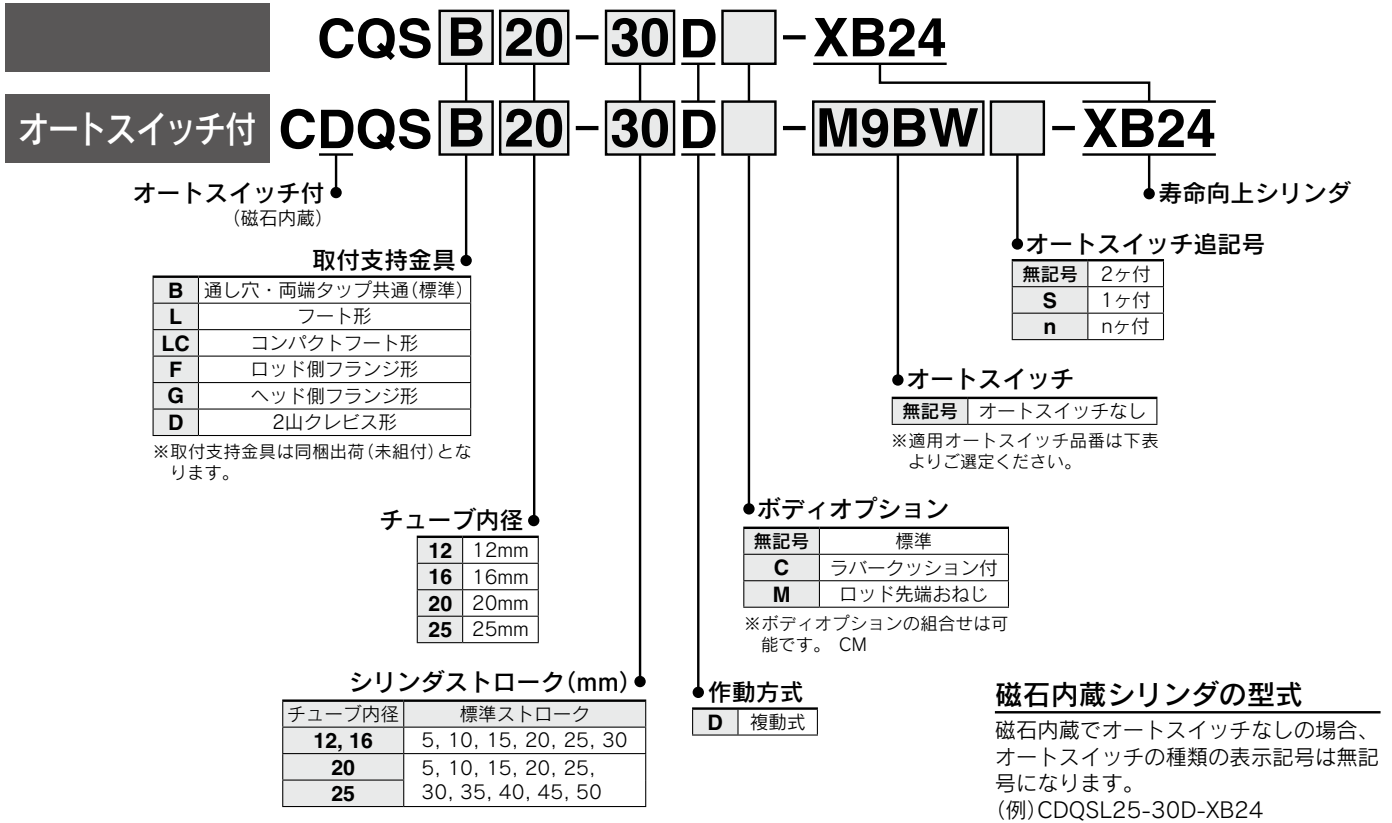 CQS B 20-30 D -XB24
オートスイッチ付 CDQS B 20-30 D -M9BW -XB24
オートスイッチ付
(磁石内蔵)
寿命向上シリンダ
取付支持金具
B 通し穴・両端タップ共通(標準)
L フート形
LC コンパクトフート形
F ロッド側フランジ形
G ヘッド側フランジ形
D 2山クレビス形
※取付支持金具は同梱出荷(未組付)とな
ります。
オートスイッチ追記号
無記号 2ヶ付
S 1ヶ付
n nヶ付
オートスイッチ
無記号 オートスイッチなし
※適用オートスイッチ品番は下表
よりご選定ください。
チューブ内径
12 12mm
16 16mm
20 20mm
25 25mm
ボディオプション
無記号 標準
C ラバークッション付
M ロッド先端おねじ
※ボディオプションの組合せは可
能です。 CM
シリンダストローク(mm)
チューブ内径 標準ストローク
12, 16 5, 10, 15, 20, 25, 30
20 5, 10, 15, 20, 25,
25 30, 35, 40, 45, 50
作動方式
D 複動式
磁石内蔵シリンダの型式
磁石内蔵でオートスイッチなしの場合、
オートスイッチの種類の表示記号は無記
号になります。
(例)CDQSL25-30D-XB24